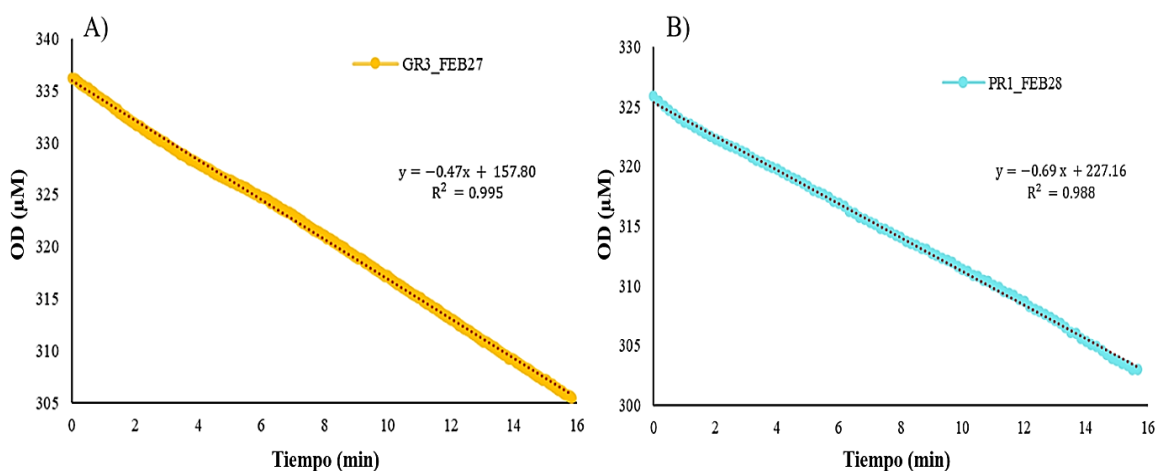 A)
GR3_FEB27
340
335
330
325
320
315
310
305
OD (μM)
y = −0.47x + 157.80
R² = 0.995
0 2 4 6 8 10 12 14 16
Tiempo (min)
B)
PR1_FEB28
330
325
320
315
310
305
300
OD (μM)
y = −0.69 x + 227.16
R² = 0.988
0 2 4 6 8 10 12 14 16
Tiempo (min)